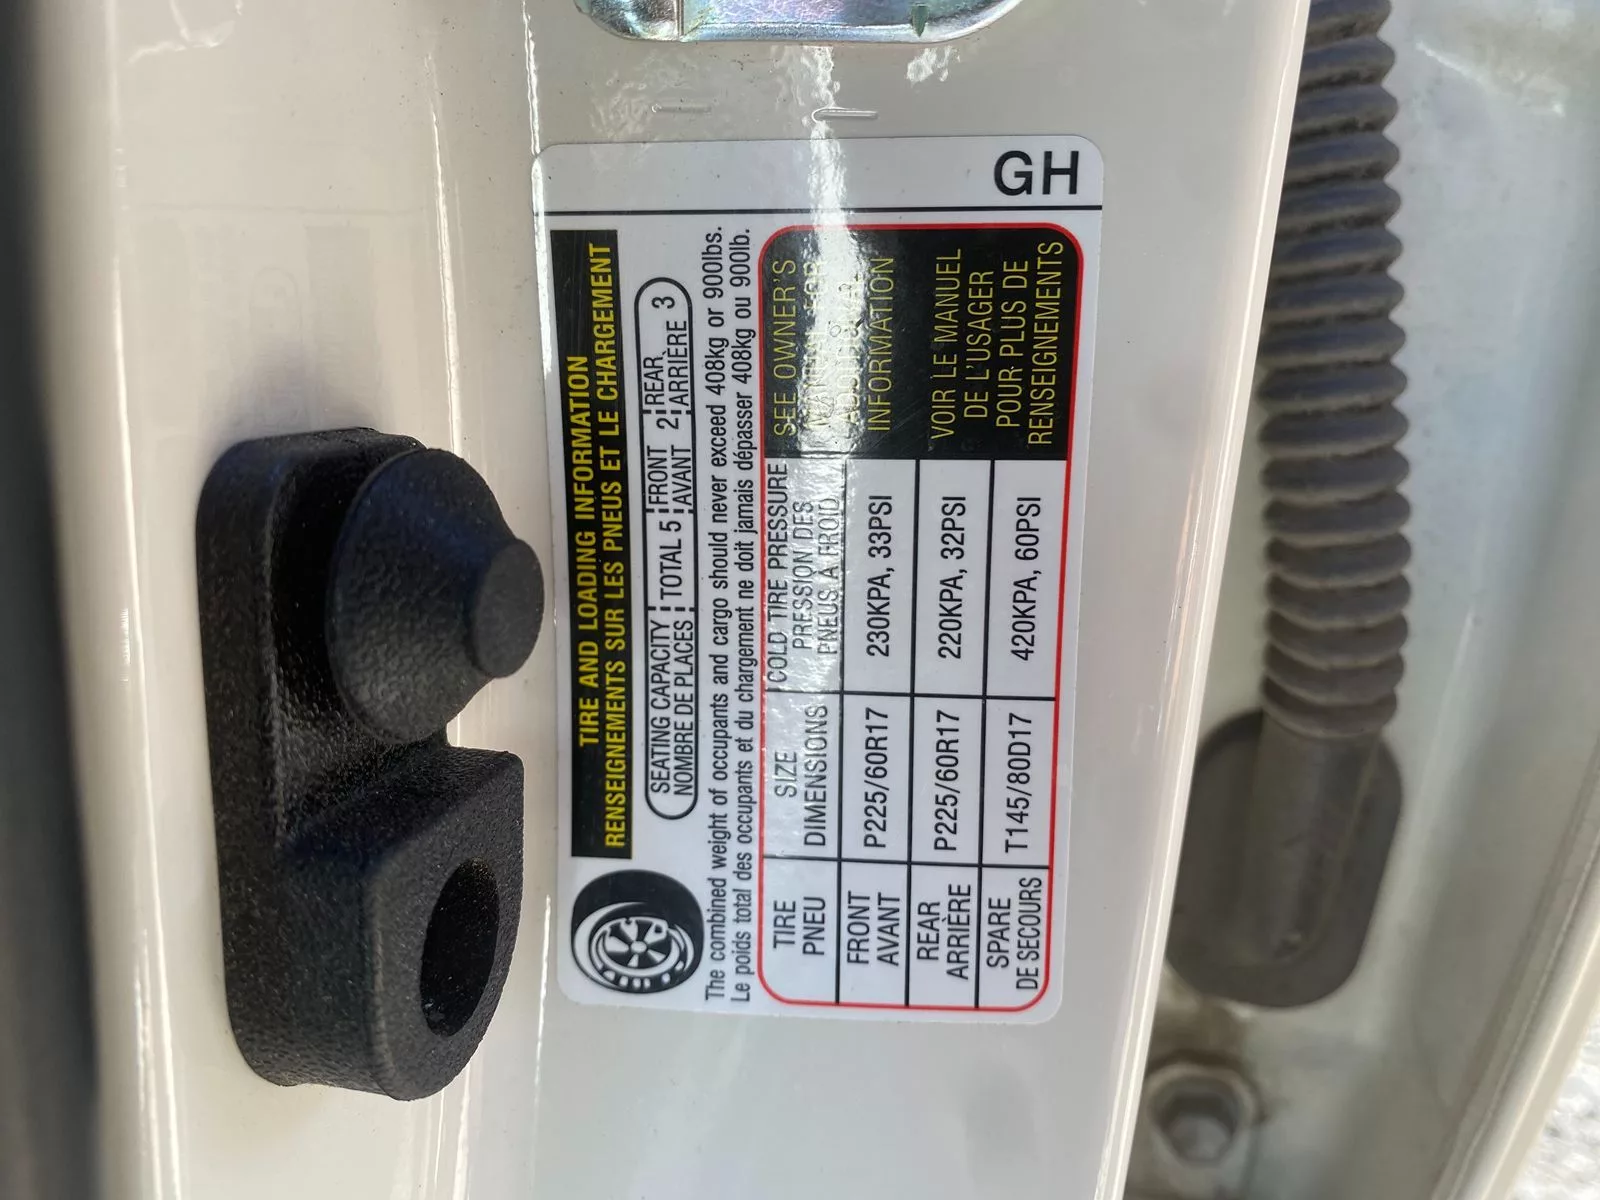 GH
TIRE AND LOADING INFORMATION
RENSEIGNEMENTS SUR LES PNEUS ET LE CHARGEMENT
SEATING CAPACITY TOTAL 5 FRONT 2 REAR 3
NOMBRE DE PLACES AVANT ARRIÈRE
The combined weight of occupants and cargo should never exceed 408kg or 900lbs.
Le poids total des occupants et du chargement ne doit jamais dépasser 408kg ou 900lb.
TIRE
PNEU
SIZE
DIMENSIONS
COLD TIRE PRESSURE
PRESSION DES
PNEUS A FROID
FRONT
AVANT
P225/60R17
230KPA, 33PSI
REAR
ARRIÈRE
P225/60R17
220KPA, 32PSI
SPARE
DE SECOURS
T145/80D17
420KPA, 60PSI
SEE OWNER'S
MANUAL FOR
ADDITIONAL
INFORMATION
VOIR LE MANUEL
DE L'USAGER
POUR PLUS DE
RENSEIGNEMENTS